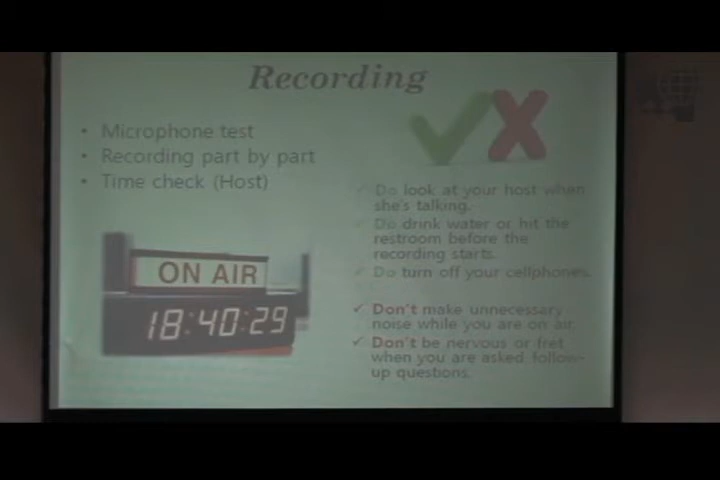 Recording
• Microphone test
• Recording part by part
• Time check (Host)
ON AIR
18:40:29
✓ Do look at your host when
she's talking.
✓ Do drink water or hit the
restroom before the
recording starts.
✓ Do turn off your cellphones.
✓ Don't make unnecessary
noise while you are on air.
✓ Don't be nervous or fret
when you are asked follow-
up questions.